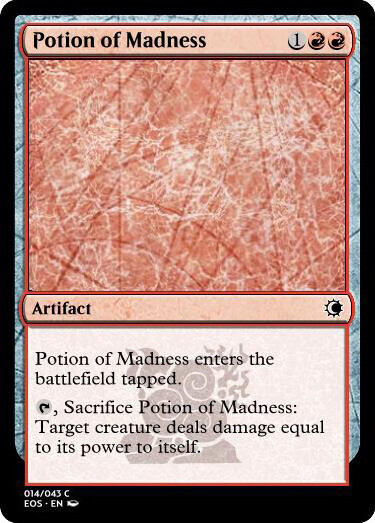 Potion of Madness 1
Artifact
Potion of Madness enters the
battlefield tapped.
, Sacrifice Potion of Madness:
Target creature deals damage equal
to its power to itself.
014/043 C
EOS · EN